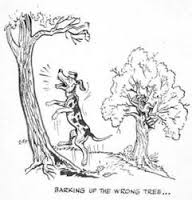 BARKING UP THE WRONG TREE...